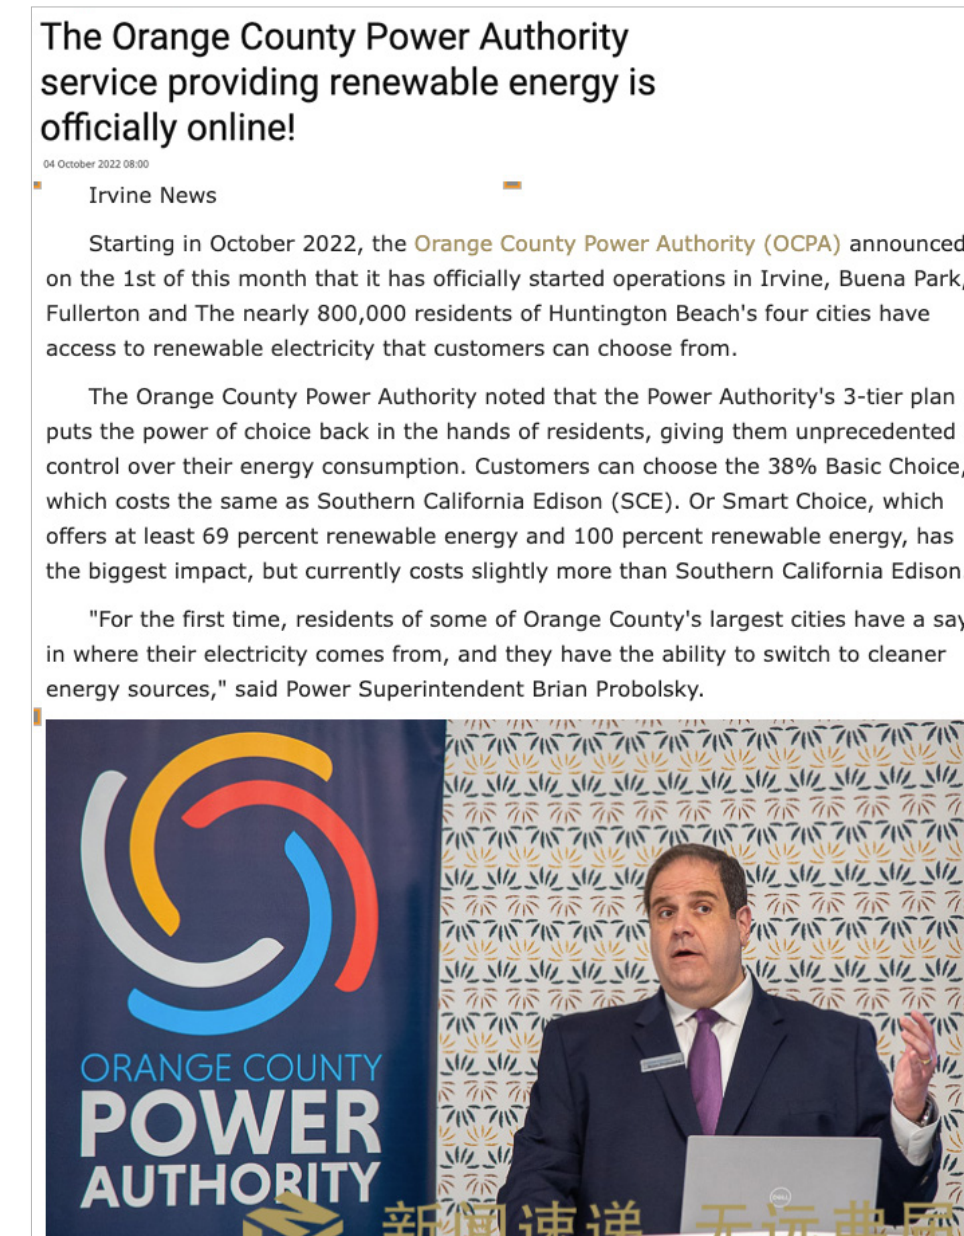 The Orange County Power Authority
service providing renewable energy is
officially online!
04 October 2022 08:00
Irvine News
Starting in October 2022, the Orange County Power Authority (OCPA) announced
on the 1st of this month that it has officially started operations in Irvine, Buena Park,
Fullerton and The nearly 800,000 residents of Huntington Beach's four cities have
access to renewable electricity that customers can choose from.
The Orange County Power Authority noted that the Power Authority's 3-tier plan
puts the power of choice back in the hands of residents, giving them unprecedented
control over their energy consumption. Customers can choose the 38% Basic Choice,
which costs the same as Southern California Edison (SCE). Or Smart Choice, which
offers at least 69 percent renewable energy and 100 percent renewable energy, has
the biggest impact, but currently costs slightly more than Southern California Edison
"For the first time, residents of some of Orange County's largest cities have a say
in where their electricity comes from, and they have the ability to switch to cleaner
energy sources," said Power Superintendent Brian Probolsky.
ORANGE COUNTY
POWER
AUTHORITY
DELL
新闻速递 无远弗届